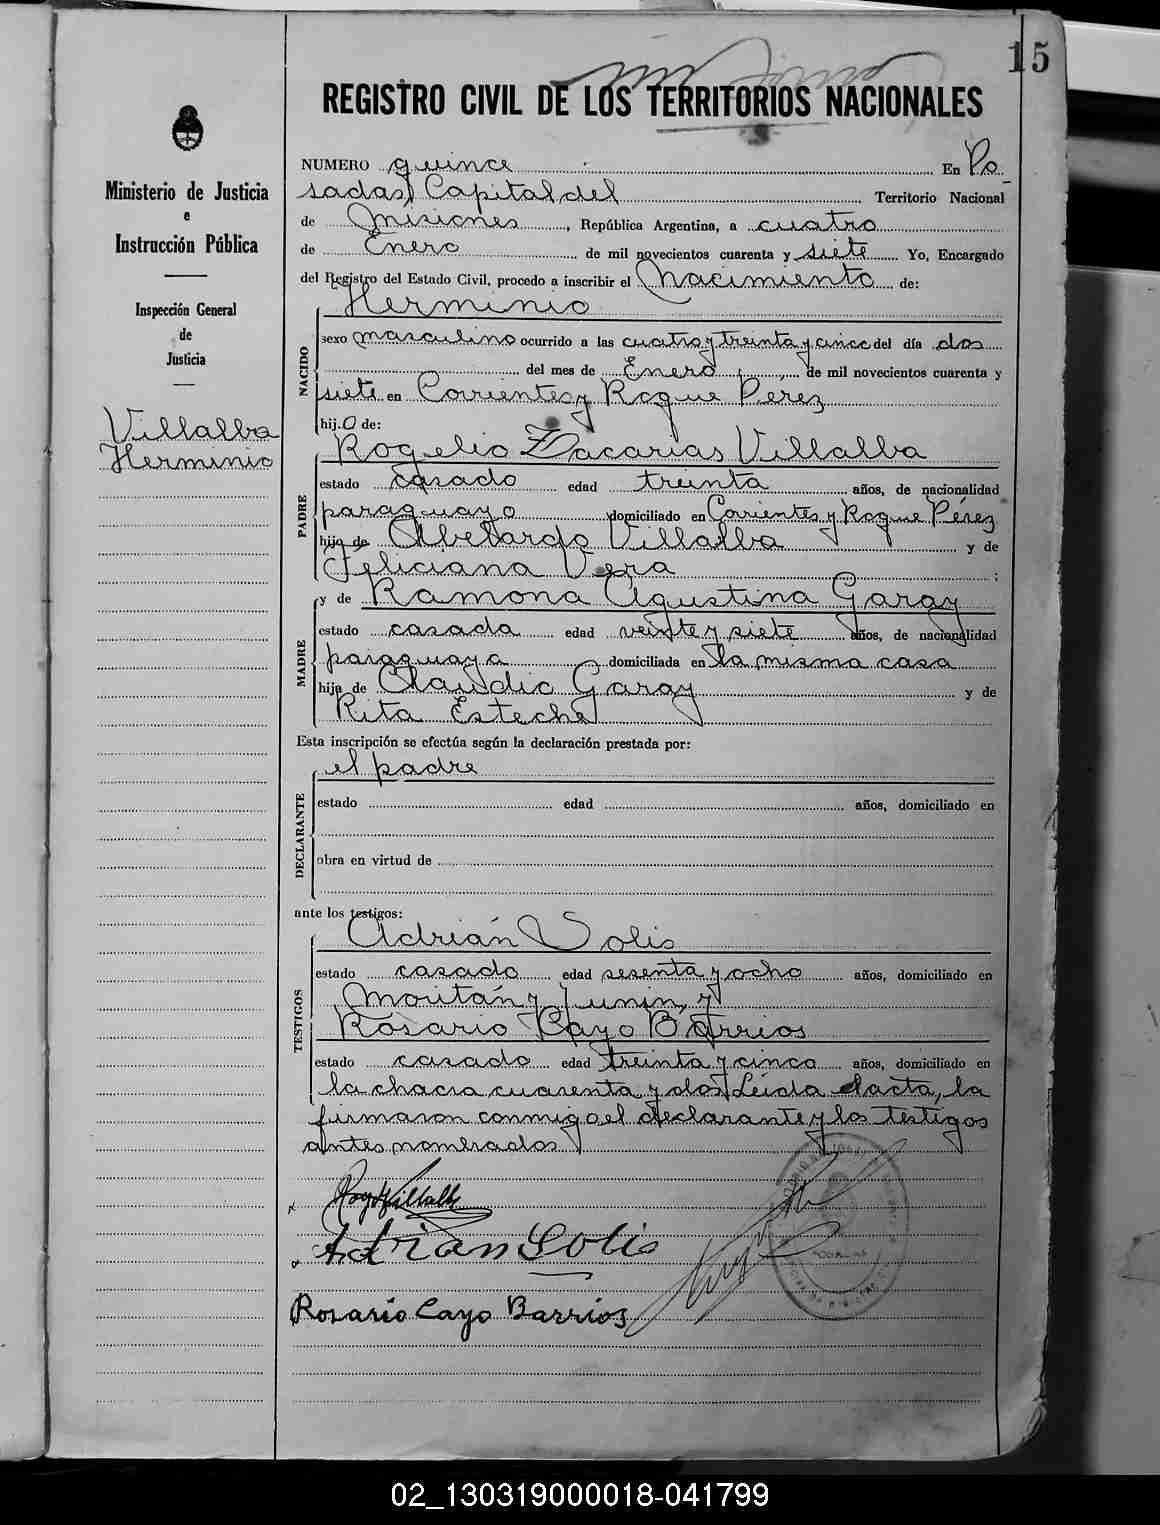 15
REGISTRO CIVIL DE LOS TERRITORIOS NACIONALES
Ministerio de Justicia
e
Instrucción Pública
Inspección General
de
Justicia
Villalba
Herminio
NUMERO quince En Po
sadas, Capital del Territorio Nacional
de Misiones, República Argentina, a cuatro
de Enero de mil novecientos cuarenta y siete Yo, Encargado
del Registro del Estado Civil, procedo a inscribir el Nacimiento de:
NACIDO
Herminio
sexo masculino ocurrido a las cuatro y treinta y cinco del día dos
del mes de Enero de mil novecientos cuarenta y
siete en Corrientes y Roque Perez
hij.o de:
PADRE
Rogelio Zacarias Villalba
estado casado edad treinta años, de nacionalidad
paraguayo domiciliado en Corrientes y Roque Pérez
hijo de Abelardo Villalba y de
Feliciana Vera ;
MADRE
y de Ramona Agustina Garay
estado casada edad veinte y siete años, de nacionalidad
paraguaya domiciliada en la misma casa
hija de Claudio Garay y de
Rita Esteche
Esta inscripción se efectúa según la declaración prestada por:
DECLARANTE
el padre
estado edad años, domiciliado en
obra en virtud de
ante los testigos:
TESTIGOS
Adrián Solis
estado casado edad sesenta y ocho años, domiciliado en
Moritán y Junin, y
Rosario Cayo Barrios
estado casado edad treinta y cinco años, domiciliado en
la chacra cuarenta y dos. Leida el acta, la
firmaron conmigo el declarante y los testigos
antes nombrados
Adrian Solis
Rosario Cayo Barrios
02_130319000018-041799